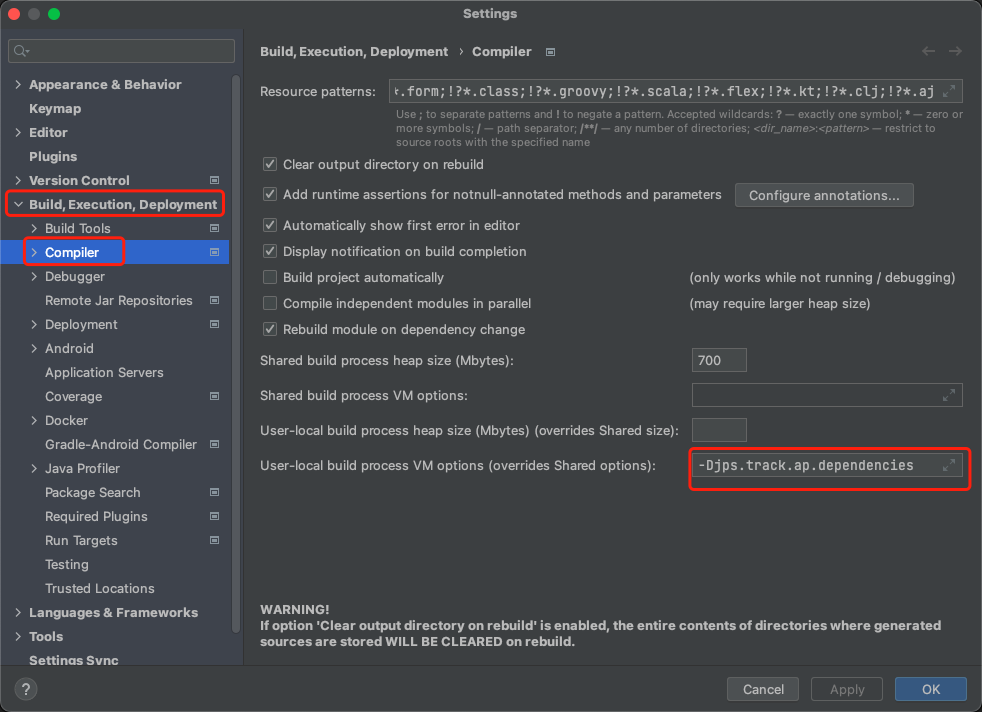 Settings
Appearance & Behavior
Keymap
Editor
Plugins
Version Control
Build, Execution, Deployment
Build Tools
Compiler
Debugger
Remote Jar Repositories
Deployment
Android
Application Servers
Coverage
Docker
Gradle-Android Compiler
Java Profiler
Package Search
Required Plugins
Run Targets
Testing
Trusted Locations
Languages & Frameworks
Tools
Settings Sync
Build, Execution, Deployment › Compiler
Resource patterns: .form;!?*.class;!?*.groovy;!?*.scala;!?*.flex;!?*.kt;!?*.clj;!?*.aj
Use ; to separate patterns and ! to negate a pattern. Accepted wildcards: ? — exactly one symbol; * — zero or
more symbols; / — path separator; /**/ — any number of directories; <dir_name>:<pattern> — restrict to
source roots with the specified name
Clear output directory on rebuild
Add runtime assertions for notnull-annotated methods and parameters Configure annotations...
Automatically show first error in editor
Display notification on build completion
Build project automatically (only works while not running / debugging)
Compile independent modules in parallel (may require larger heap size)
Rebuild module on dependency change
Shared build process heap size (Mbytes): 700
Shared build process VM options:
User-local build process heap size (Mbytes) (overrides Shared size):
User-local build process VM options (overrides Shared options): -Djps.track.ap.dependencies
WARNING!
If option 'Clear output directory on rebuild' is enabled, the entire contents of directories where generated
sources are stored WILL BE CLEARED on rebuild.
? Cancel Apply OK